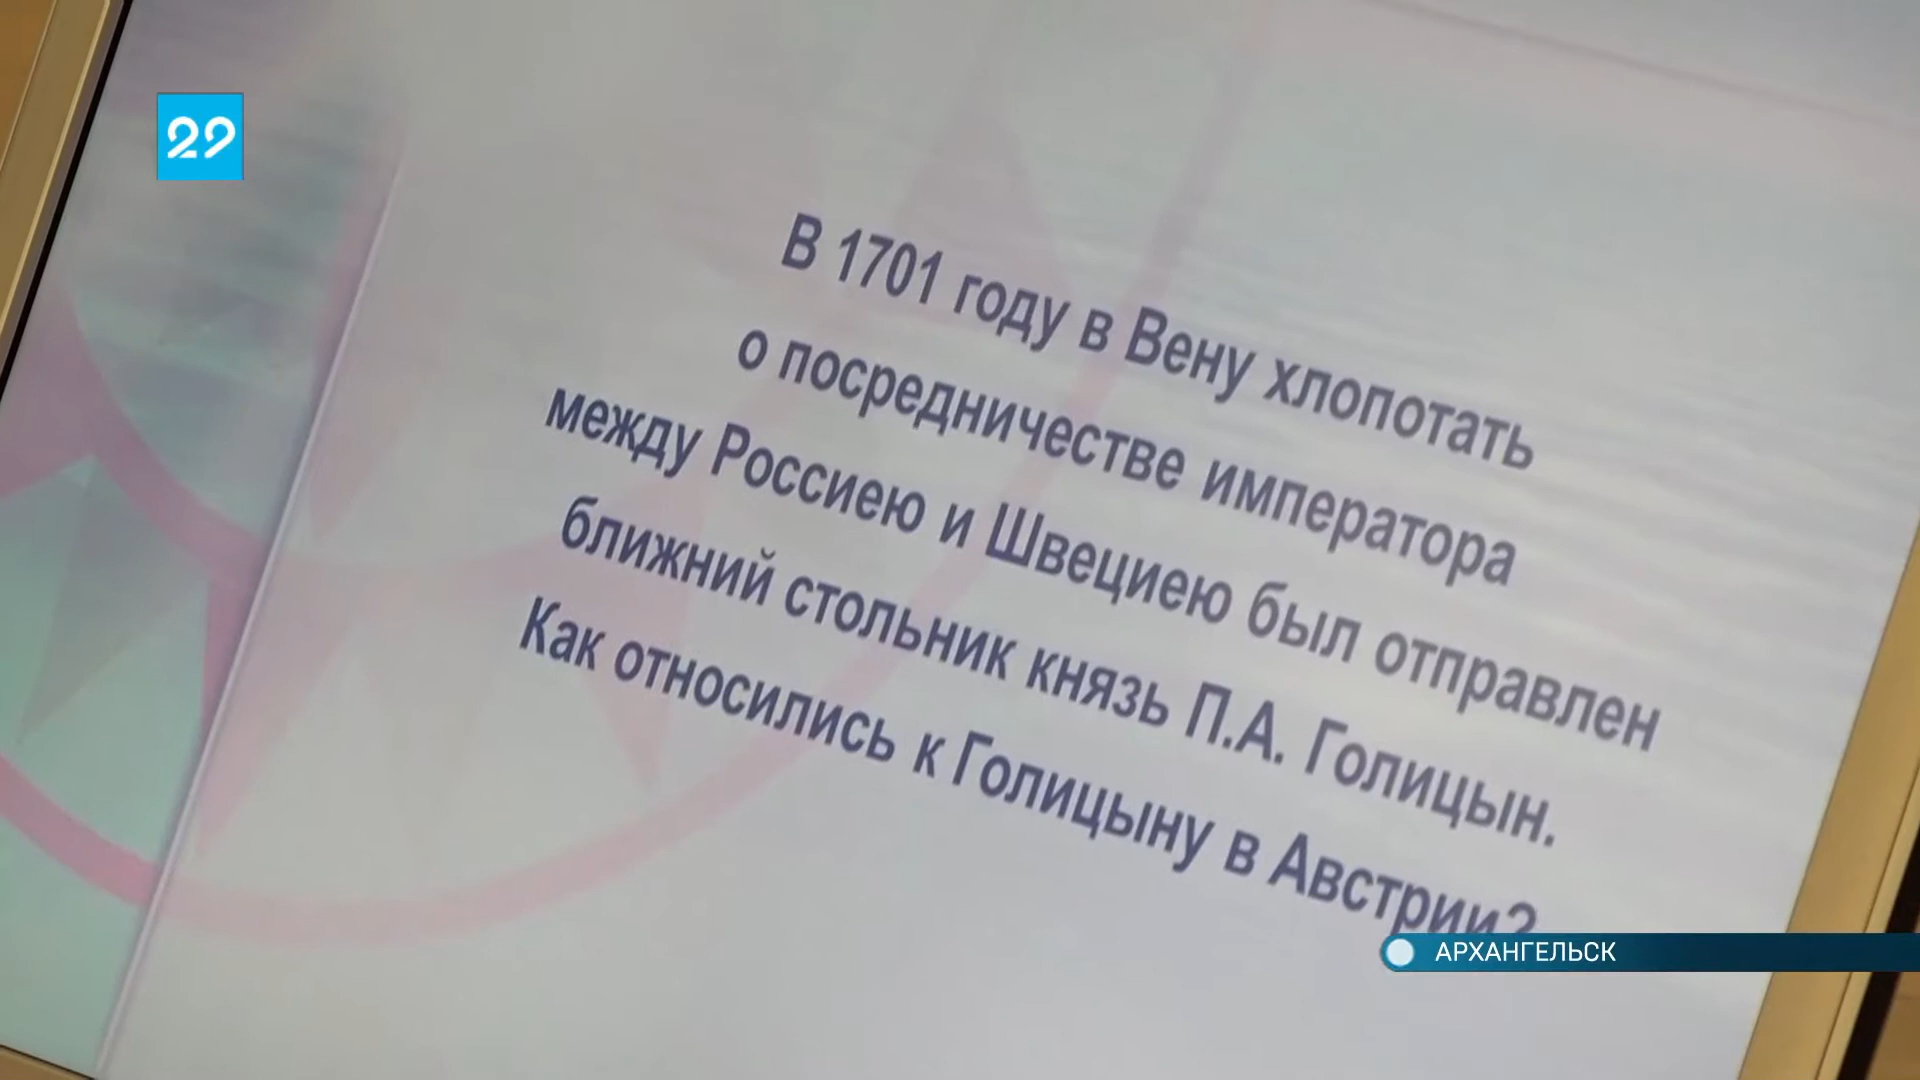 29
В 1701 году в Вену хлопотать
о посредничестве императора
между Россиею и Швециею был отправлен
ближний стольник князь П.А. Голицын.
Как относились к Голицыну в Австрии?
АРХАНГЕЛЬСК